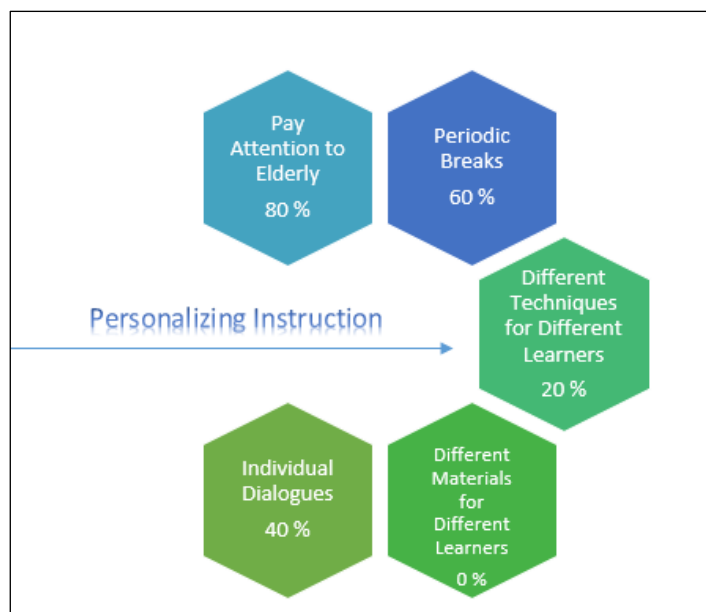 Pay
Attention to
Elderly
80 %
Periodic
Breaks
60 %
Different
Techniques
for Different
Learners
20 %
Personalizing Instruction
Individual
Dialogues
40 %
Different
Materials
for
Different
Learners
0 %